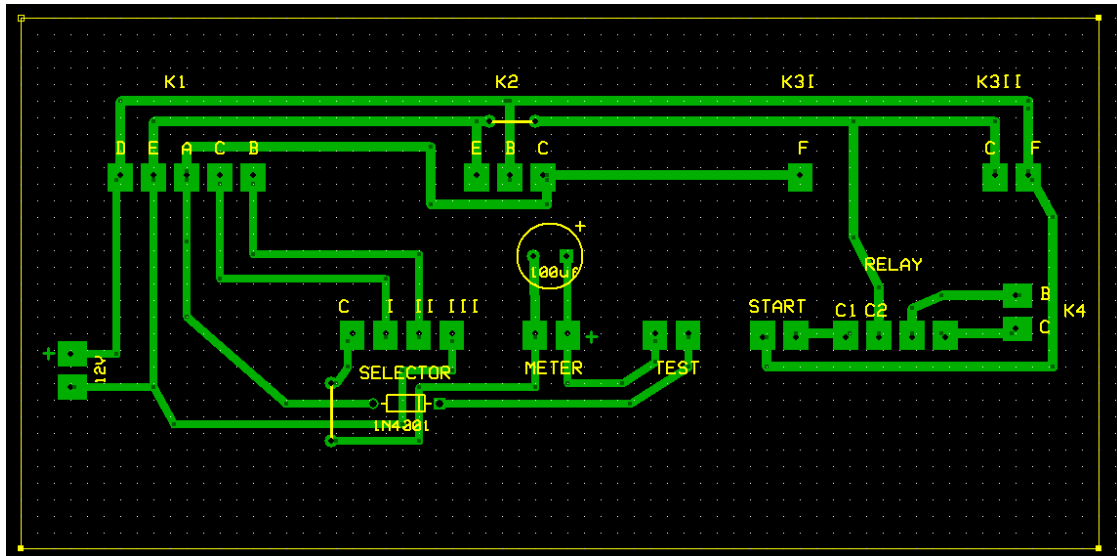 K1 K2 K3I K3II
D E A C B E B C F C F
+
100uF
RELAY
C I II III START C1 C2 B
+ C K4
+ 12V SELECTOR METER TEST
1N4001